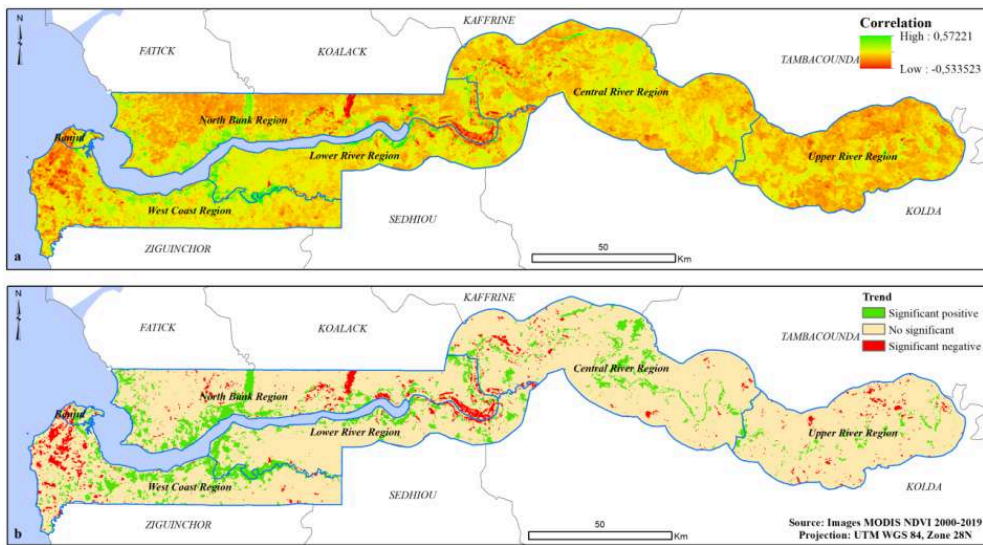 N
KAFFRINE
Correlation
High : 0,57221
Low : -0,533523
FATICK
KOALACK
TAMBACOUNDA
Central River Region
North Bank Region
Banjul
Lower River Region
Upper River Region
West Coast Region
SEDHIOU
KOLDA
ZIGUINCHOR
50
Km
a
N
KAFFRINE
Trend
Significant positive
No significant
Significant negative
FATICK
KOALACK
TAMBACOUNDA
Central River Region
North Bank Region
Banjul
Lower River Region
Upper River Region
West Coast Region
SEDHIOU
KOLDA
ZIGUINCHOR
50
Km
Source: Images MODIS NDVI 2000-2019
Projection: UTM WGS 84, Zone 28N
b